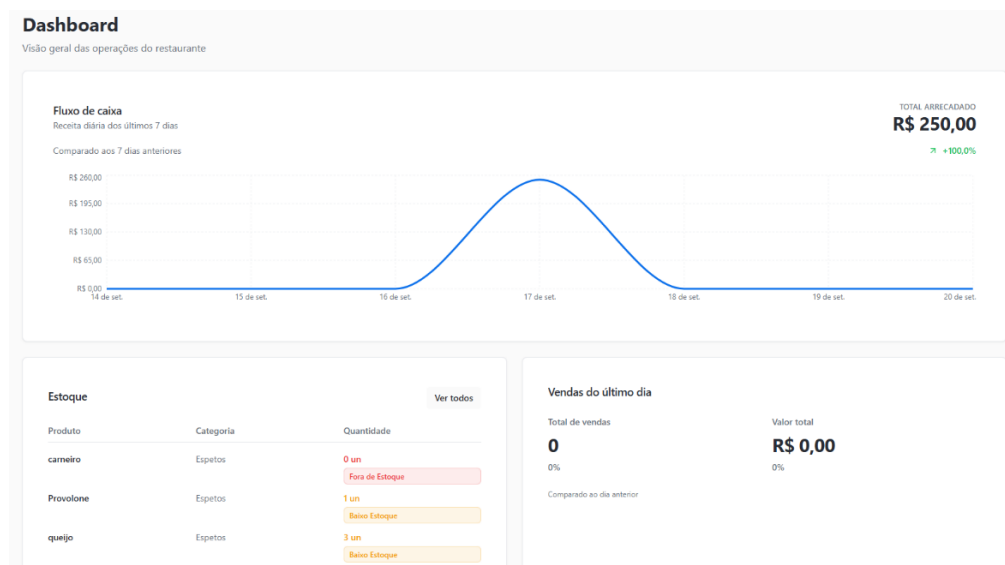 Dashboard
Visão geral das operações do restaurante
Fluxo de caixa
Receita diária dos últimos 7 dias
Comparado aos 7 dias anteriores
TOTAL ARRECADADO
R$ 250,00
+100,0%
R$ 260,00
R$ 195,00
R$ 130,00
R$ 65,00
R$ 0,00
14 de set.
15 de set.
16 de set.
17 de set.
18 de set.
19 de set.
20 de set.
Estoque
Ver todos
Produto Categoria Quantidade
carneiro Espetos 0 un
Fora de Estoque
Provolone Espetos 1 un
Baixo Estoque
queijo Espetos 3 un
Baixo Estoque
Vendas do último dia
Total de vendas Valor total
0 R$ 0,00
0% 0%
Comparado ao dia anterior